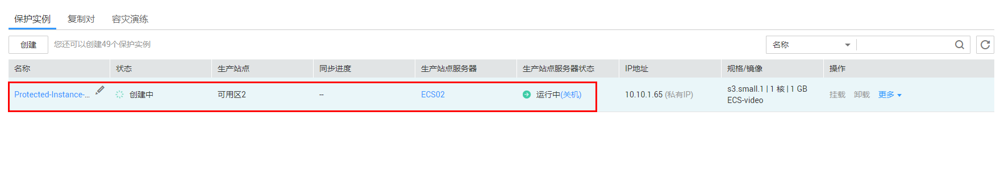 保护实例 复制对 容灾演练
创建 您还可以创建49个保护实例 名称
名称 状态 生产站点 同步进度 生产站点服务器 生产站点服务器状态 IP地址 规格/镜像 操作
Protected-Instance-... 创建中 可用区2 -- ECS02 运行中(关机) 10.10.1.65 (私有IP) s3.small.1 | 1 核 | 1 GB 挂载 卸载 更多
ECS-video